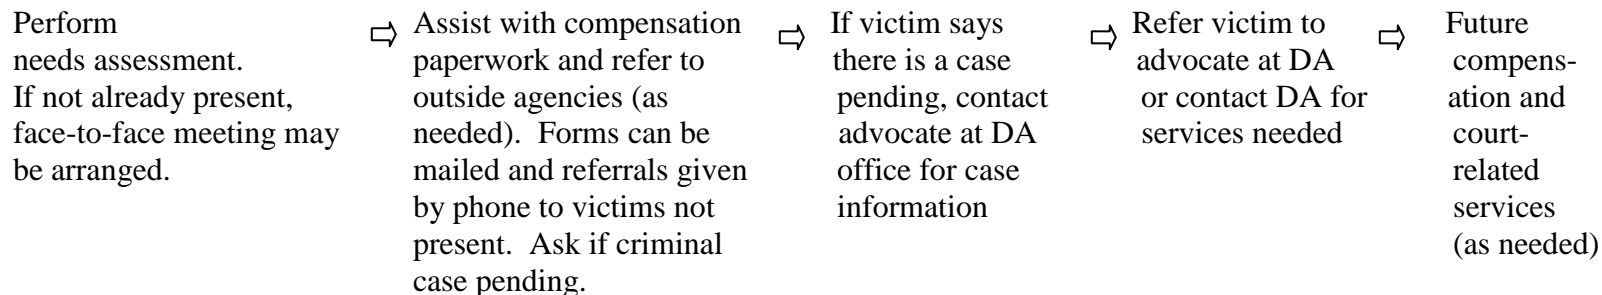 Perform
needs assessment.
If not already present,
face-to-face meeting may
be arranged.
⇨ Assist with compensation
paperwork and refer to
outside agencies (as
needed).  Forms can be
mailed and referrals given
by phone to victims not
present.  Ask if criminal
case pending.
⇨ If victim says
there is a case
pending, contact
advocate at DA
office for case
information
⇨ Refer victim to
advocate at DA
or contact DA for
services needed
⇨ Future
compens-
ation and
court-
related
services
(as needed)